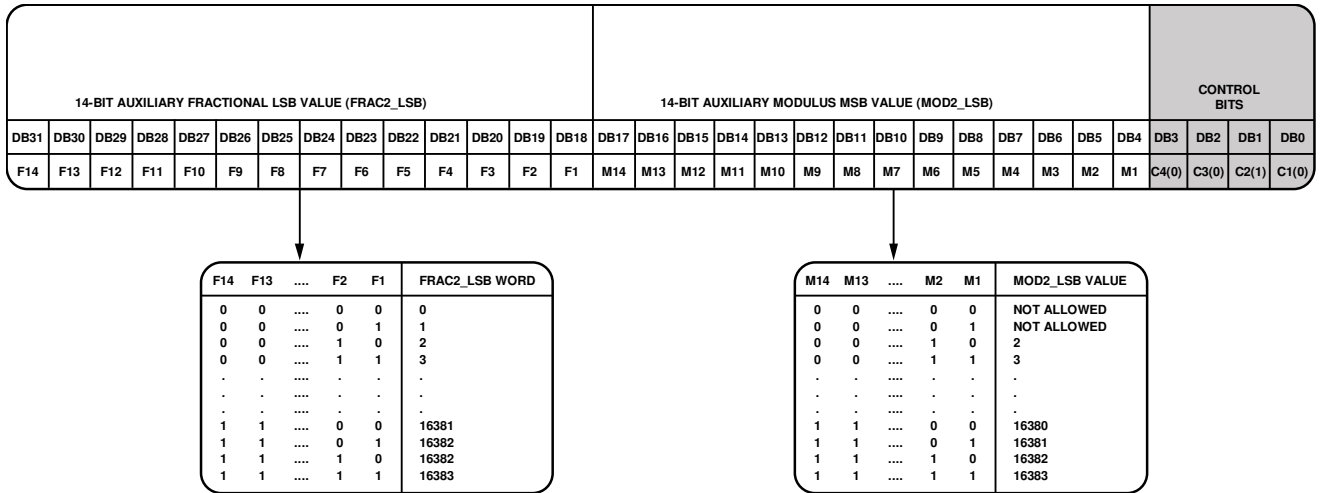 14-BIT AUXILIARY FRACTIONAL LSB VALUE (FRAC2_LSB) 14-BIT AUXILIARY MODULUS MSB VALUE (MOD2_LSB) CONTROL
BITS
DB31 DB30 DB29 DB28 DB27 DB26 DB25 DB24 DB23 DB22 DB21 DB20 DB19 DB18 DB17 DB16 DB15 DB14 DB13 DB12 DB11 DB10 DB9 DB8 DB7 DB6 DB5 DB4 DB3 DB2 DB1 DB0
F14 F13 F12 F11 F10 F9 F8 F7 F6 F5 F4 F3 F2 F1 M14 M13 M12 M11 M10 M9 M8 M7 M6 M5 M4 M3 M2 M1 C4(0) C3(0) C2(1) C1(0)
F14 F13 .... F2 F1 FRAC2_LSB WORD
0 0 .... 0 0 0
0 0 .... 0 1 1
0 0 .... 1 0 2
0 0 .... 1 1 3
. . .... . . .
. . .... . . .
. . .... . . .
1 1 .... 0 0 16381
1 1 .... 0 1 16382
1 1 .... 1 0 16382
1 1 .... 1 1 16383
M14 M13 .... M2 M1 MOD2_LSB VALUE
0 0 .... 0 0 NOT ALLOWED
0 0 .... 0 1 NOT ALLOWED
0 0 .... 1 0 2
0 0 .... 1 1 3
. . .... . . .
. . .... . . .
. . .... . . .
1 1 .... 0 0 16380
1 1 .... 0 1 16381
1 1 .... 1 0 16382
1 1 .... 1 1 16383